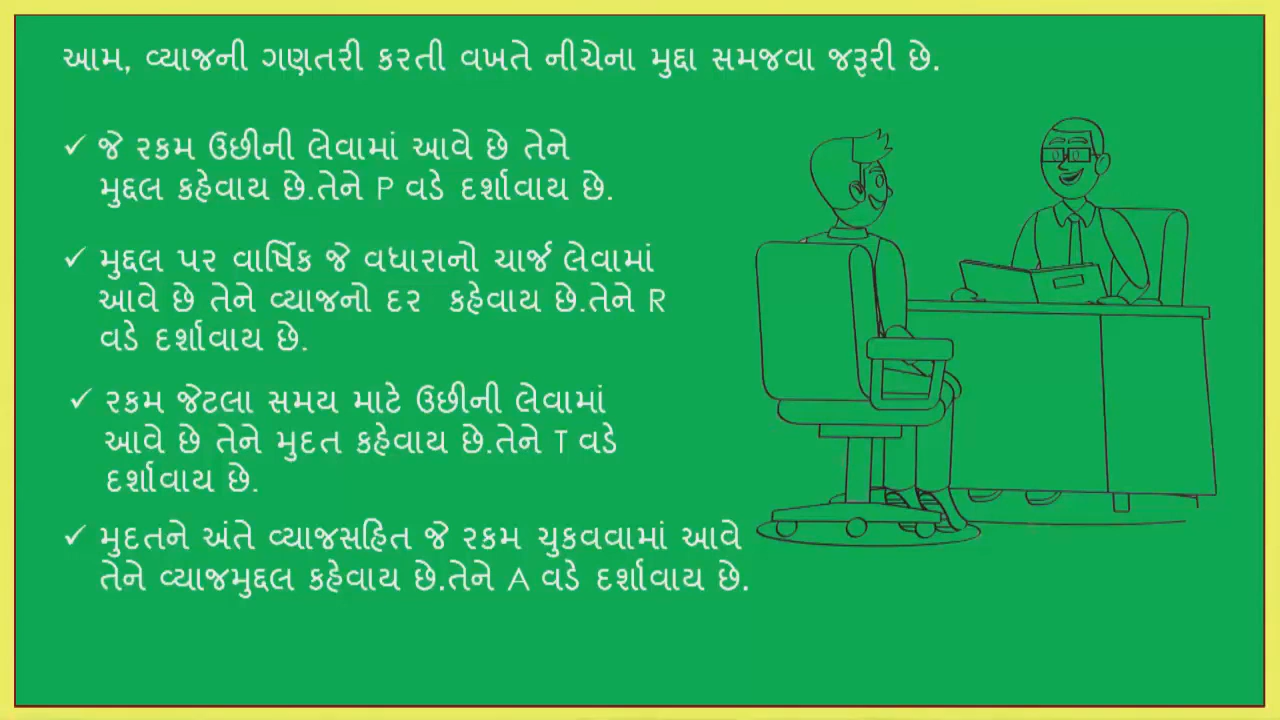 આમ, વ્યાજની ગણતરી કરતી વખતે નીચેના મુદ્દા સમજવા જરૂરી છે.
✓ જે રકમ ઉછીની લેવામાં આવે છે તેને
મુદ્દલ કહેવાય છે.તેને P વડે દર્શાવાય છે.
✓ મુદ્દલ પર વાર્ષિક જે વધારાનો ચાર્જ લેવામાં
આવે છે તેને વ્યાજનો દર કહેવાય છે.તેને R
વડે દર્શાવાય છે.
✓ રકમ જેટલા સમય માટે ઉછીની લેવામાં
આવે છે તેને મુદત કહેવાય છે.તેને T વડે
દર્શાવાય છે.
✓ મુદતને અંતે વ્યાજસહિત જે રકમ ચુકવવામાં આવે
તેને વ્યાજમુદ્દલ કહેવાય છે.તેને A વડે દર્શાવાય છે.